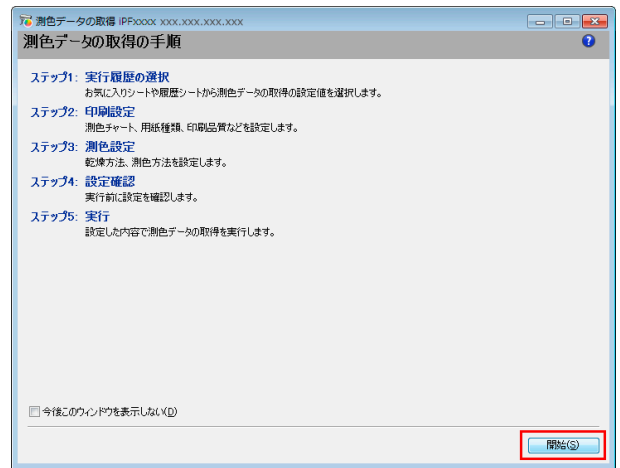 測色データの取得 iPFxxxx xxx.xxx.xxx.xxx
測色データの取得の手順
ステップ1: 実行履歴の選択
お気に入りシートや履歴シートから測色データの取得の設定値を選択します。
ステップ2: 印刷設定
測色チャート、用紙種類、印刷品質などを設定します。
ステップ3: 測色設定
乾燥方法、測色方法を設定します。
ステップ4: 設定確認
実行前に設定を確認します。
ステップ5: 実行
設定した内容で測色データの取得を実行します。
今後このウィンドウを表示しない(D)
開始(S)